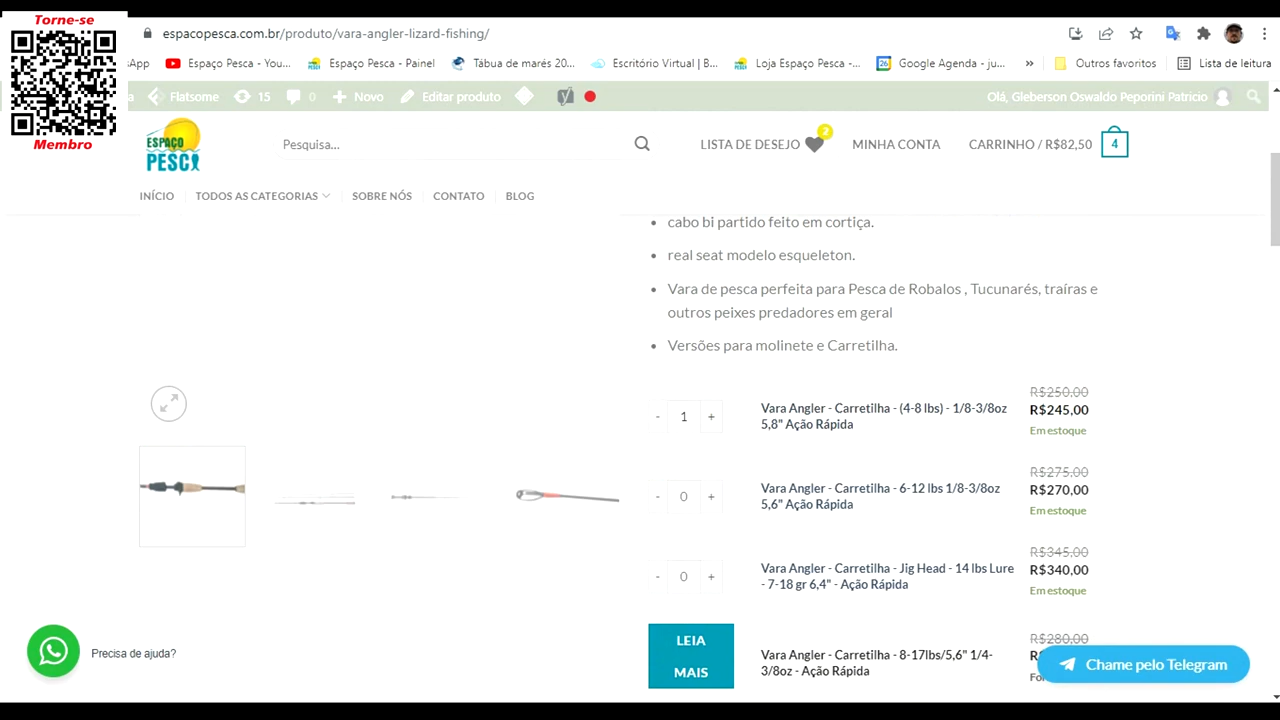 Torne-se
Membro
espacopesca.com.br/produto/vara-angler-lizard-fishing/
App
Espaço Pesca - You...
Espaço Pesca - Painel
Tábua de marés 20...
Escritório Virtual | B...
Loja Espaço Pesca -...
26
Google Agenda - ju...
»
Outros favoritos
Lista de leitura
Flatsome
15
0
Novo
Editar produto
Olá, Gleberson Oswaldo Peporini Patricio
ESPAÇO
PESCA
Pesquisa...
LISTA DE DESEJO
2
MINHA CONTA
CARRINHO / R$82,50
4
INÍCIO
TODOS AS CATEGORIAS
SOBRE NÓS
CONTATO
BLOG
cabo bi partido feito em cortiça.
real seat modelo esqueleton.
Vara de pesca perfeita para Pesca de Robalos , Tucunarés, traíras e
outros peixes predadores em geral
Versões para molinete e Carretilha.
- 1 +
Vara Angler - Carretilha - (4-8 lbs) - 1/8-3/8oz
5,8" Ação Rápida
R$250,00
R$245,00
Em estoque
- 0 +
Vara Angler - Carretilha - 6-12 lbs 1/8-3/8oz
5,6" Ação Rápida
R$275,00
R$270,00
Em estoque
- 0 +
Vara Angler - Carretilha - Jig Head - 14 lbs Lure
- 7-18 gr 6,4" - Ação Rápida
R$345,00
R$340,00
Em estoque
LEIA
MAIS
Vara Angler - Carretilha - 8-17lbs/5,6" 1/4-
3/8oz - Ação Rápida
R$280,00
Precisa de ajuda?
Chame pelo Telegram